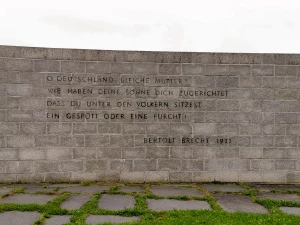 O DEUTSCHLAND, BLEICHE MUTTER!
WIE HABEN DEINE SÖHNE DICH ZUGERICHTET
DASS DU UNTER DEN VÖLKERN SITZEST
EIN GESPÖTT ODER EINE FURCHT!
BERTOLT BRECHT 1933